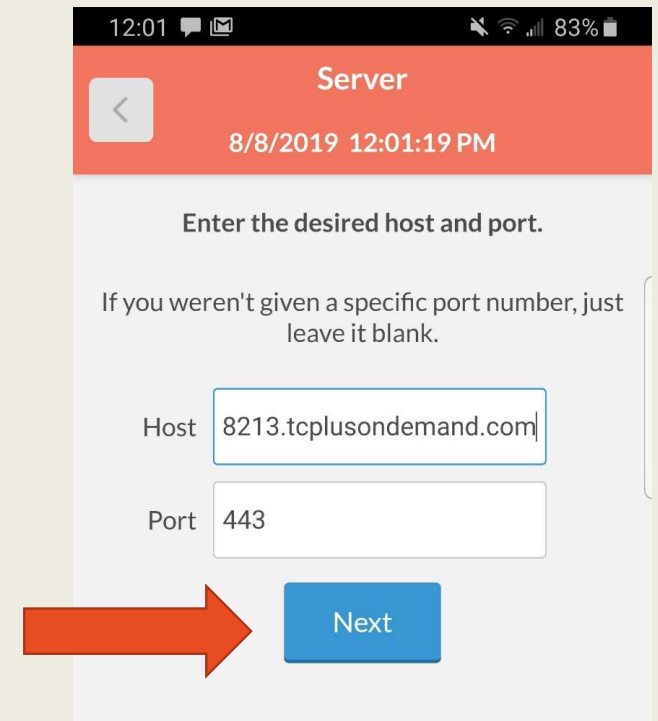 12:01 83%
Server
8/8/2019 12:01:19 PM
Enter the desired host and port.
If you weren't given a specific port number, just
leave it blank.
Host 8213.tcplusondemand.com
Port 443
Next